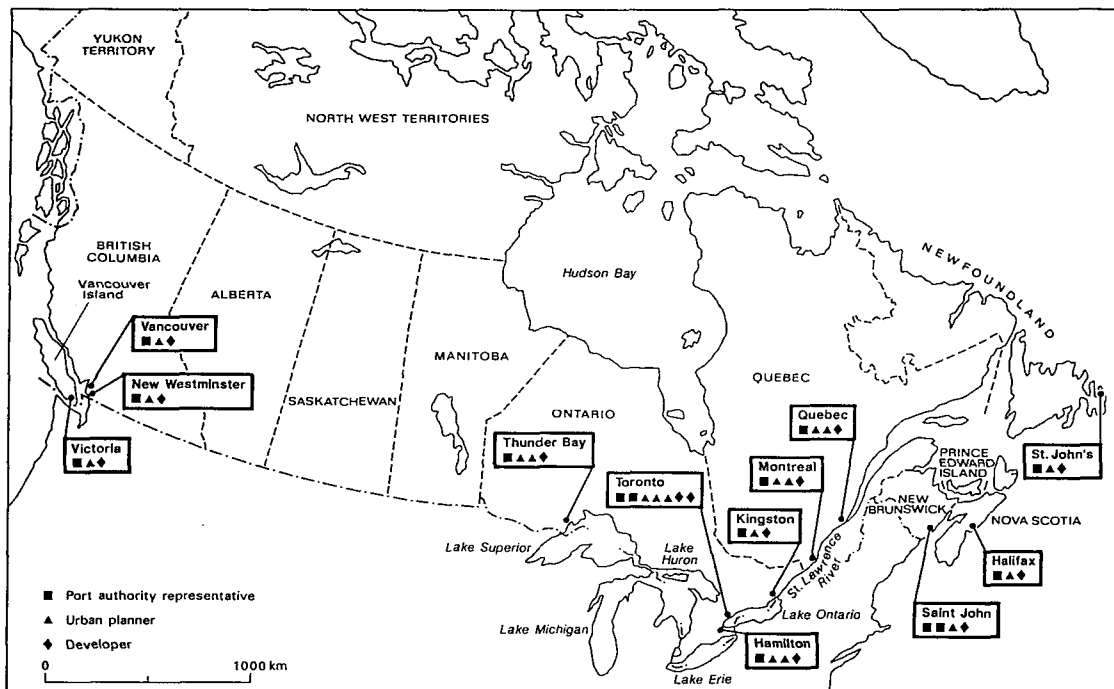 YUKON
TERRITORY
NORTH WEST TERRITORIES
BRITISH
COLUMBIA
Vancouver
Island
ALBERTA
SASKATCHEWAN
MANITOBA
Hudson Bay
ONTARIO
QUEBEC
NEWFOUNDLAND
PRINCE
EDWARD
ISLAND
NEW
BRUNSWICK
NOVA SCOTIA
Vancouver
■ ▲ ◆
New Westminster
■ ▲ ◆
Victoria
■ ▲ ◆
Thunder Bay
■ ▲ ▲ ◆
Toronto
■ ■ ▲ ▲ ▲ ◆ ◆
Kingston
■ ▲ ◆
Montreal
■ ▲ ▲ ◆
Quebec
■ ▲ ▲ ◆
St. John's
■ ▲ ◆
Halifax
■ ▲ ◆
Saint John
■ ■ ▲ ◆
Hamilton
■ ▲ ▲ ◆
Lake Superior
Lake
Huron
Lake Michigan
St. Lawrence
River
Lake Ontario
Lake Erie
■ Port authority representative
▲ Urban planner
◆ Developer
0 1000 km